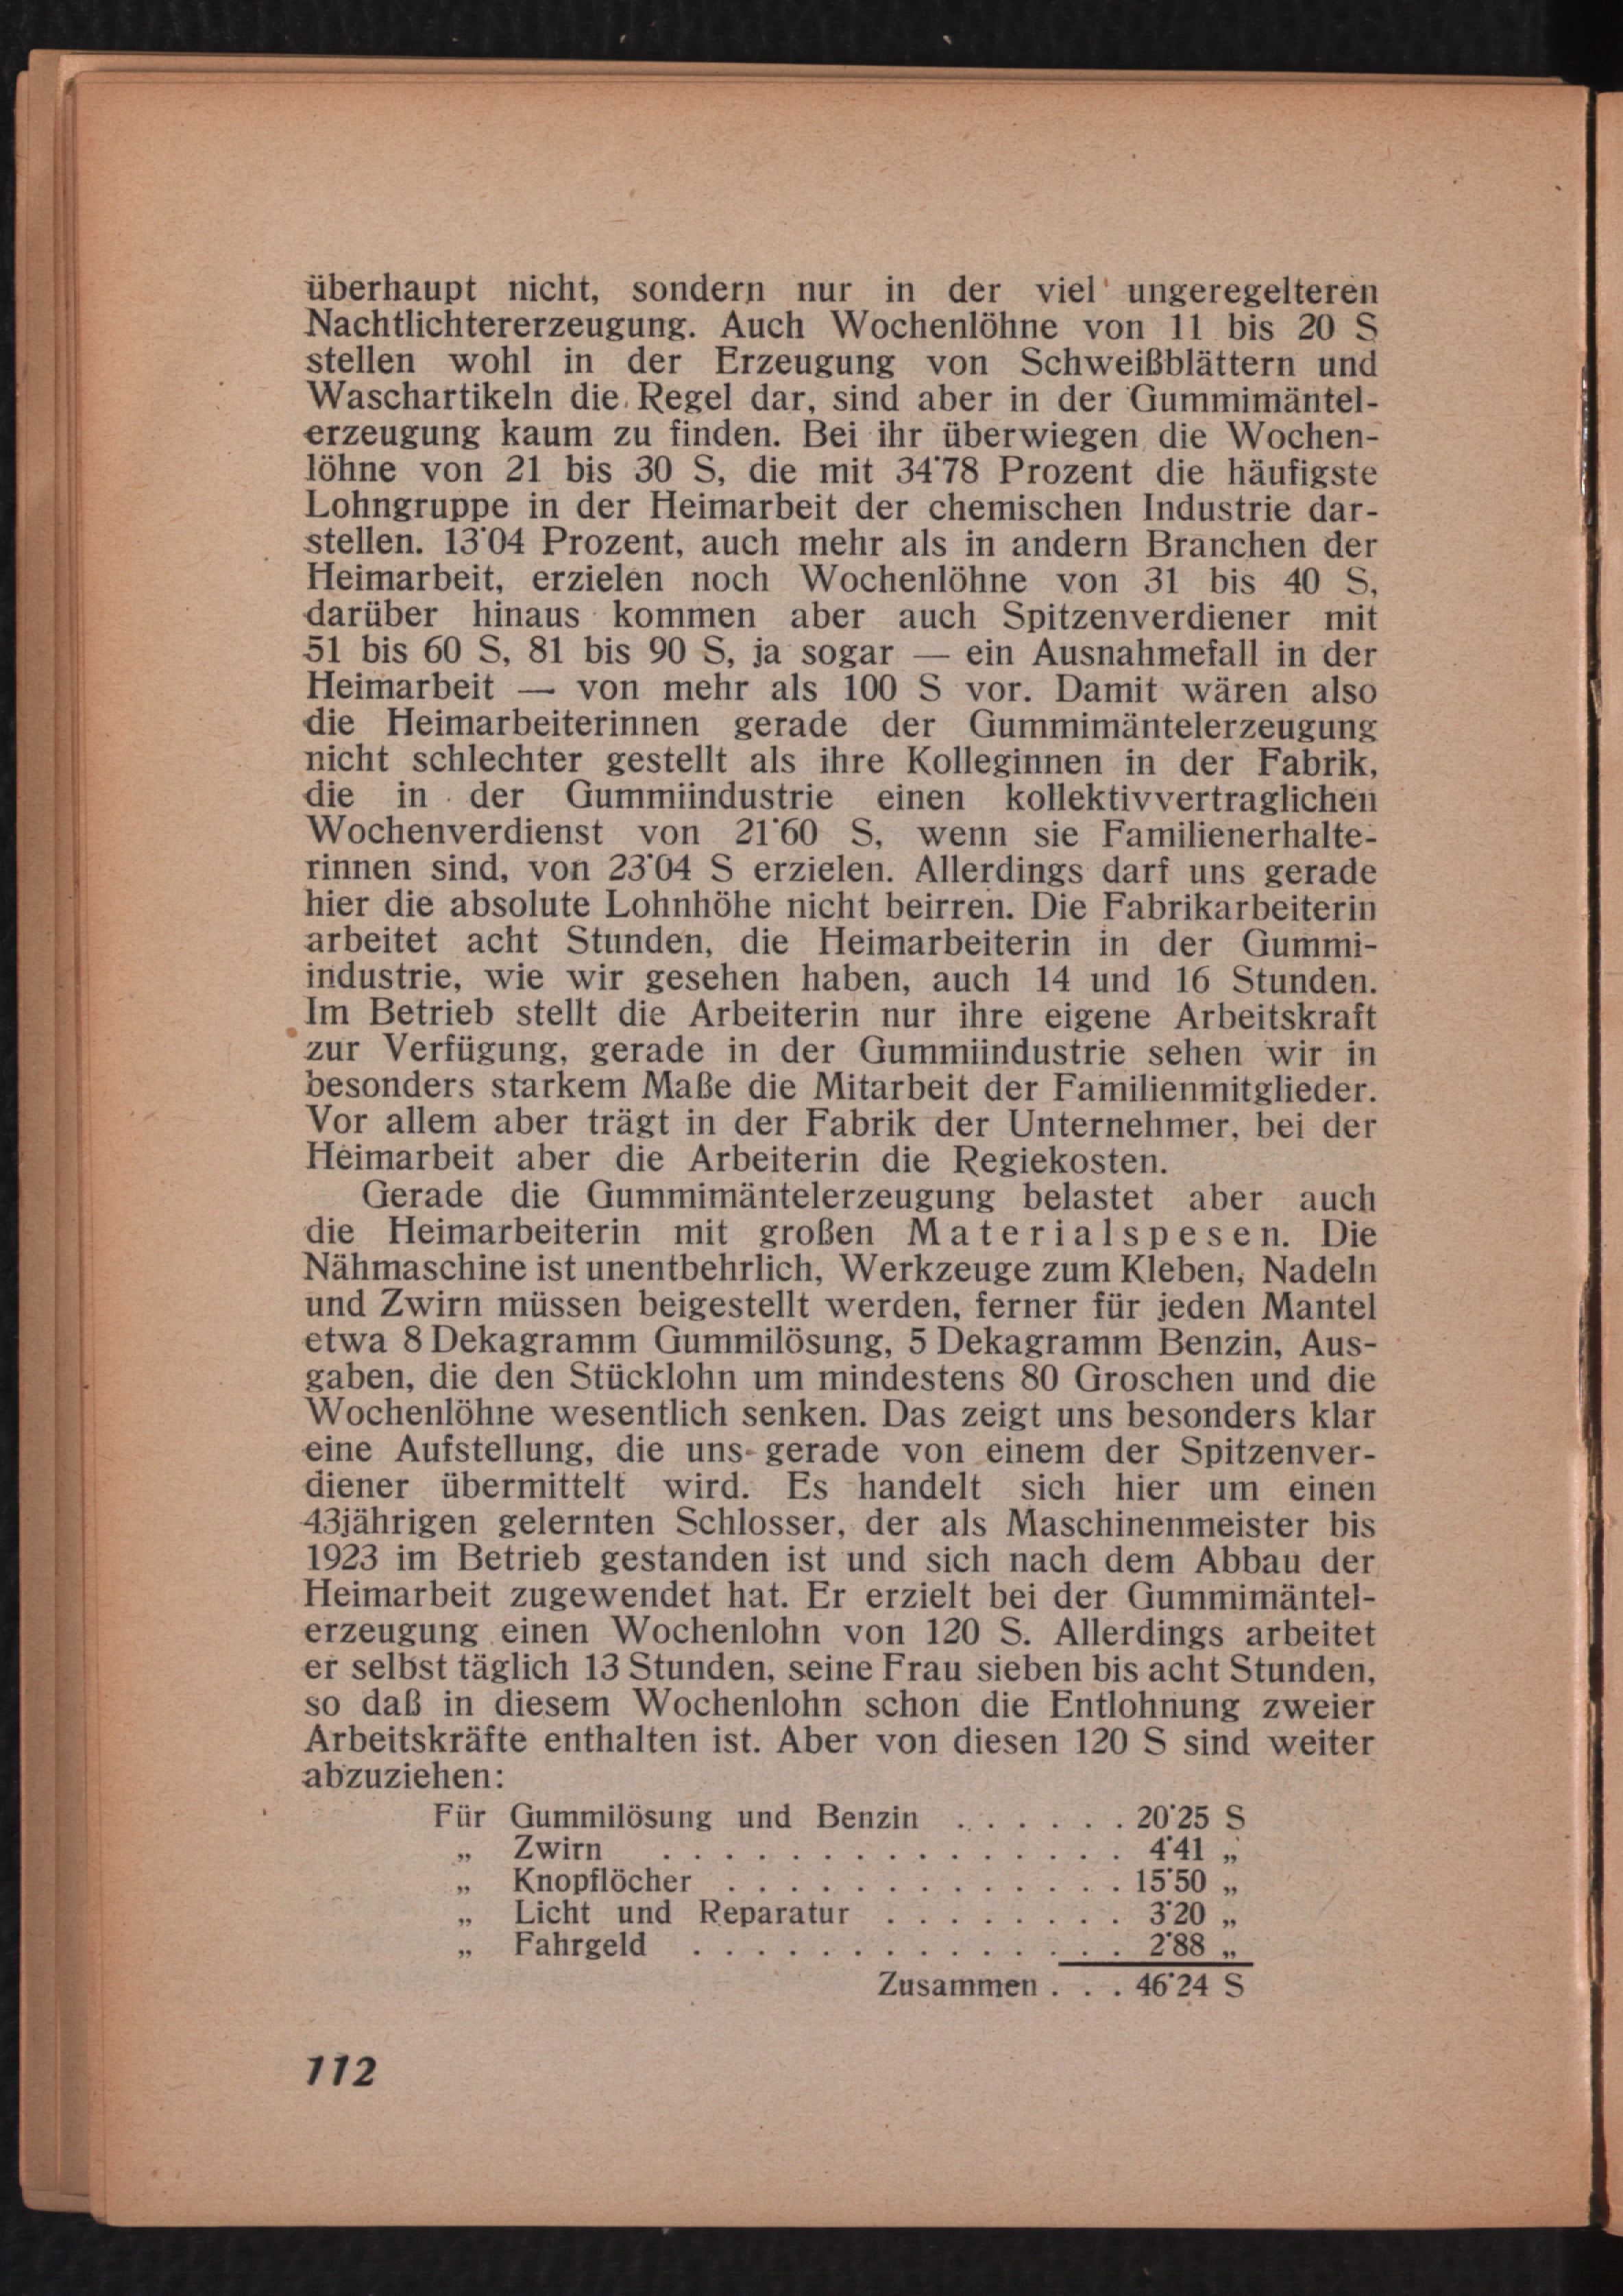 überhaupt nicht, sondern nur in der viel ungeregelteren
Nachtlichtererzeugung. Auch Wochenlöhne von 11 bis 20 S
stellen wohl in der Erzeugung von Schweißblättern und
Waschartikeln die Regel dar, sind aber in der Gummimäntel-
erzeugung kaum zu finden. Bei ihr überwiegen die Wochen-
löhne von 21 bis 30 S, die mit 34˙78 Prozent die häufigste
Lohngruppe in der Heimarbeit der chemischen Industrie dar-
stellen. 13˙04 Prozent, auch mehr als in andern Branchen der
Heimarbeit, erzielen noch Wochenlöhne von 31 bis 40 S,
darüber hinaus kommen aber auch Spitzenverdiener mit
51 bis 60 S, 81 bis 90 S, ja sogar — ein Ausnahmefall in der
Heimarbeit — von mehr als 100 S vor. Damit wären also
die Heimarbeiterinnen gerade der Gummimäntelerzeugung
nicht schlechter gestellt als ihre Kolleginnen in der Fabrik,
die in der Gummiindustrie einen kollektivvertraglichen
Wochenverdienst von 21˙60 S, wenn sie Familienerhalte-
rinnen sind, von 23˙04 S erzielen. Allerdings darf uns gerade
hier die absolute Lohnhöhe nicht beirren. Die Fabrikarbeiterin
arbeitet acht Stunden, die Heimarbeiterin in der Gummi-
industrie, wie wir gesehen haben, auch 14 und 16 Stunden.
Im Betrieb stellt die Arbeiterin nur ihre eigene Arbeitskraft
zur Verfügung, gerade in der Gummiindustrie sehen wir in
besonders starkem Maße die Mitarbeit der Familienmitglieder.
Vor allem aber trägt in der Fabrik der Unternehmer, bei der
Heimarbeit aber die Arbeiterin die Regiekosten.
Gerade die Gummimäntelerzeugung belastet aber auch
die Heimarbeiterin mit großen Materialspesen. Die
Nähmaschine ist unentbehrlich, Werkzeuge zum Kleben, Nadeln
und Zwirn müssen beigestellt werden, ferner für jeden Mantel
etwa 8 Dekagramm Gummilösung, 5 Dekagramm Benzin, Aus-
gaben, die den Stücklohn um mindestens 80 Groschen und die
Wochenlöhne wesentlich senken. Das zeigt uns besonders klar
eine Aufstellung, die uns gerade von einem der Spitzenver-
diener übermittelt wird. Es handelt sich hier um einen
43jährigen gelernten Schlosser, der als Maschinenmeister bis
1923 im Betrieb gestanden ist und sich nach dem Abbau der
Heimarbeit zugewendet hat. Er erzielt bei der Gummimäntel-
erzeugung einen Wochenlohn von 120 S. Allerdings arbeitet
er selbst täglich 13 Stunden, seine Frau sieben bis acht Stunden,
so daß in diesem Wochenlohn schon die Entlohnung zweier
Arbeitskräfte enthalten ist. Aber von diesen 120 S sind weiter
abzuziehen:
Für Gummilösung und Benzin . . . . . . 20˙25 S
„ Zwirn . . . . . . . . . . . . . . . 4˙41 „
„ Knopflöcher . . . . . . . . . . . . . 15˙50 „
„ Licht und Reparatur . . . . . . . . 3˙20 „
„ Fahrgeld . . . . . . . . . . . . . . 2˙88 „
Zusammen . . . 46˙24 S
112